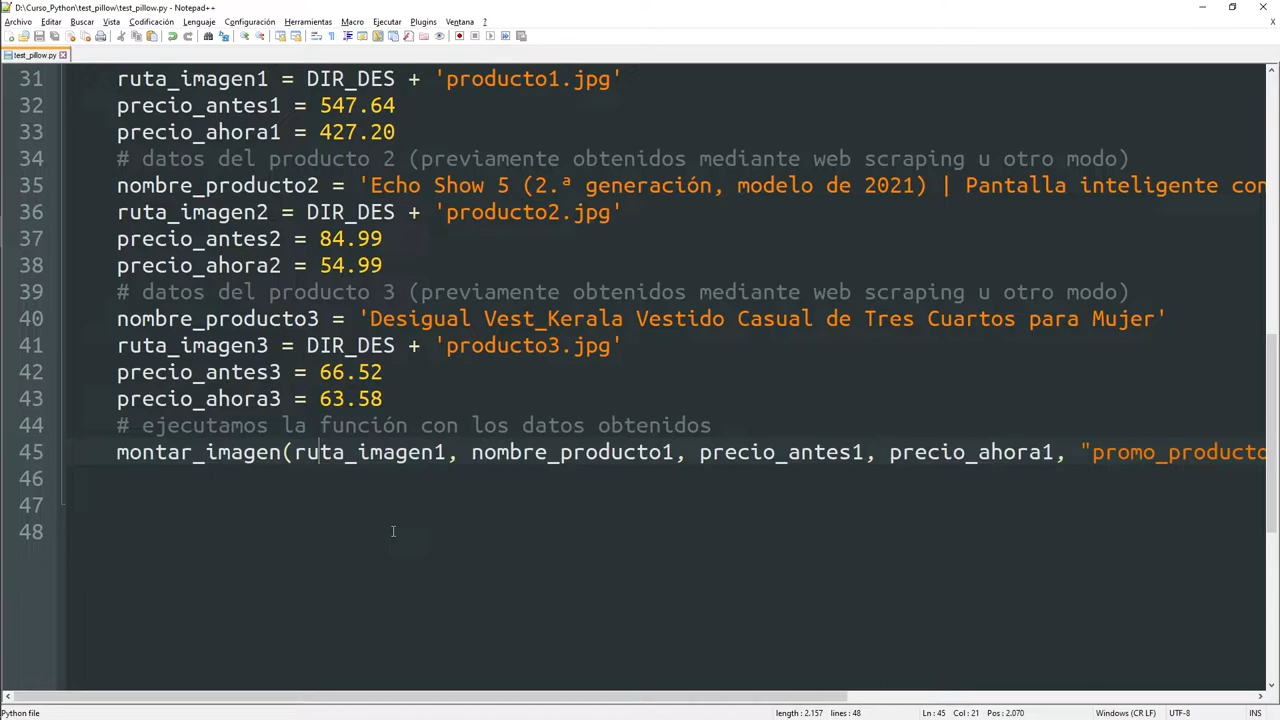 D:\Curso_Python\test_pillow\test_pillow.py - Notepad++
Archivo Editar Buscar Vista Codificación Lenguaje Configuración Herramientas Macro Ejecutar Plugins Ventana ?
test_pillow.py
31 ruta_imagen1 = DIR_DES + 'producto1.jpg'
32 precio_antes1 = 547.64
33 precio_ahora1 = 427.20
34 # datos del producto 2 (previamente obtenidos mediante web scraping u otro modo)
35 nombre_producto2 = 'Echo Show 5 (2.ª generación, modelo de 2021) | Pantalla inteligente con
36 ruta_imagen2 = DIR_DES + 'producto2.jpg'
37 precio_antes2 = 84.99
38 precio_ahora2 = 54.99
39 # datos del producto 3 (previamente obtenidos mediante web scraping u otro modo)
40 nombre_producto3 = 'Desigual Vest_Kerala Vestido Casual de Tres Cuartos para Mujer'
41 ruta_imagen3 = DIR_DES + 'producto3.jpg'
42 precio_antes3 = 66.52
43 precio_ahora3 = 63.58
44 # ejecutamos la función con los datos obtenidos
45 montar_imagen(ruta_imagen1, nombre_producto1, precio_antes1, precio_ahora1, "promo_producto
46
47
48
Python file length : 2.157 lines : 48 Ln : 45 Col : 21 Pos : 2.070 Windows (CR LF) UTF-8 INS